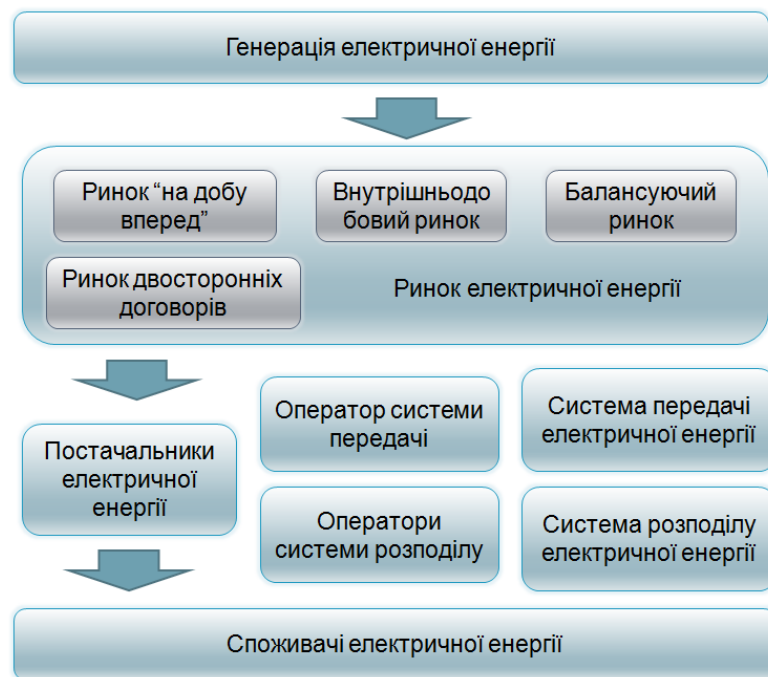 Генерація електричної енергії
Ринок “на добу
вперед”
Внутрішньодо
бовий ринок
Балансуючий
ринок
Ринок двосторонніх
договорів
Ринок електричної енергії
Постачальники
електричної
енергії
Оператор системи
передачі
Система передачі
електричної енергії
Оператори
системи розподілу
Система розподілу
електричної енергії
Споживачі електричної енергії